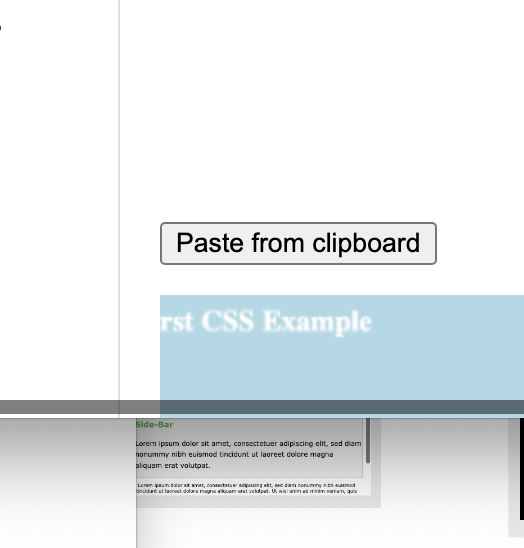 Paste from clipboard
rst CSS Example
Side-Bar
Lorem ipsum dolor sit amet, consectetuer adipiscing elit, sed diam
nonummy nibh euismod tincidunt ut laoreet dolore magna
aliquam erat volutpat.
Lorem ipsum dolor sit amet, consectetuer adipiscing elit, sed diam nonummy nibh euismod
tincidunt ut laoreet dolore magna aliquam erat volutpat. Ut wisi enim ad minim veniam, quis